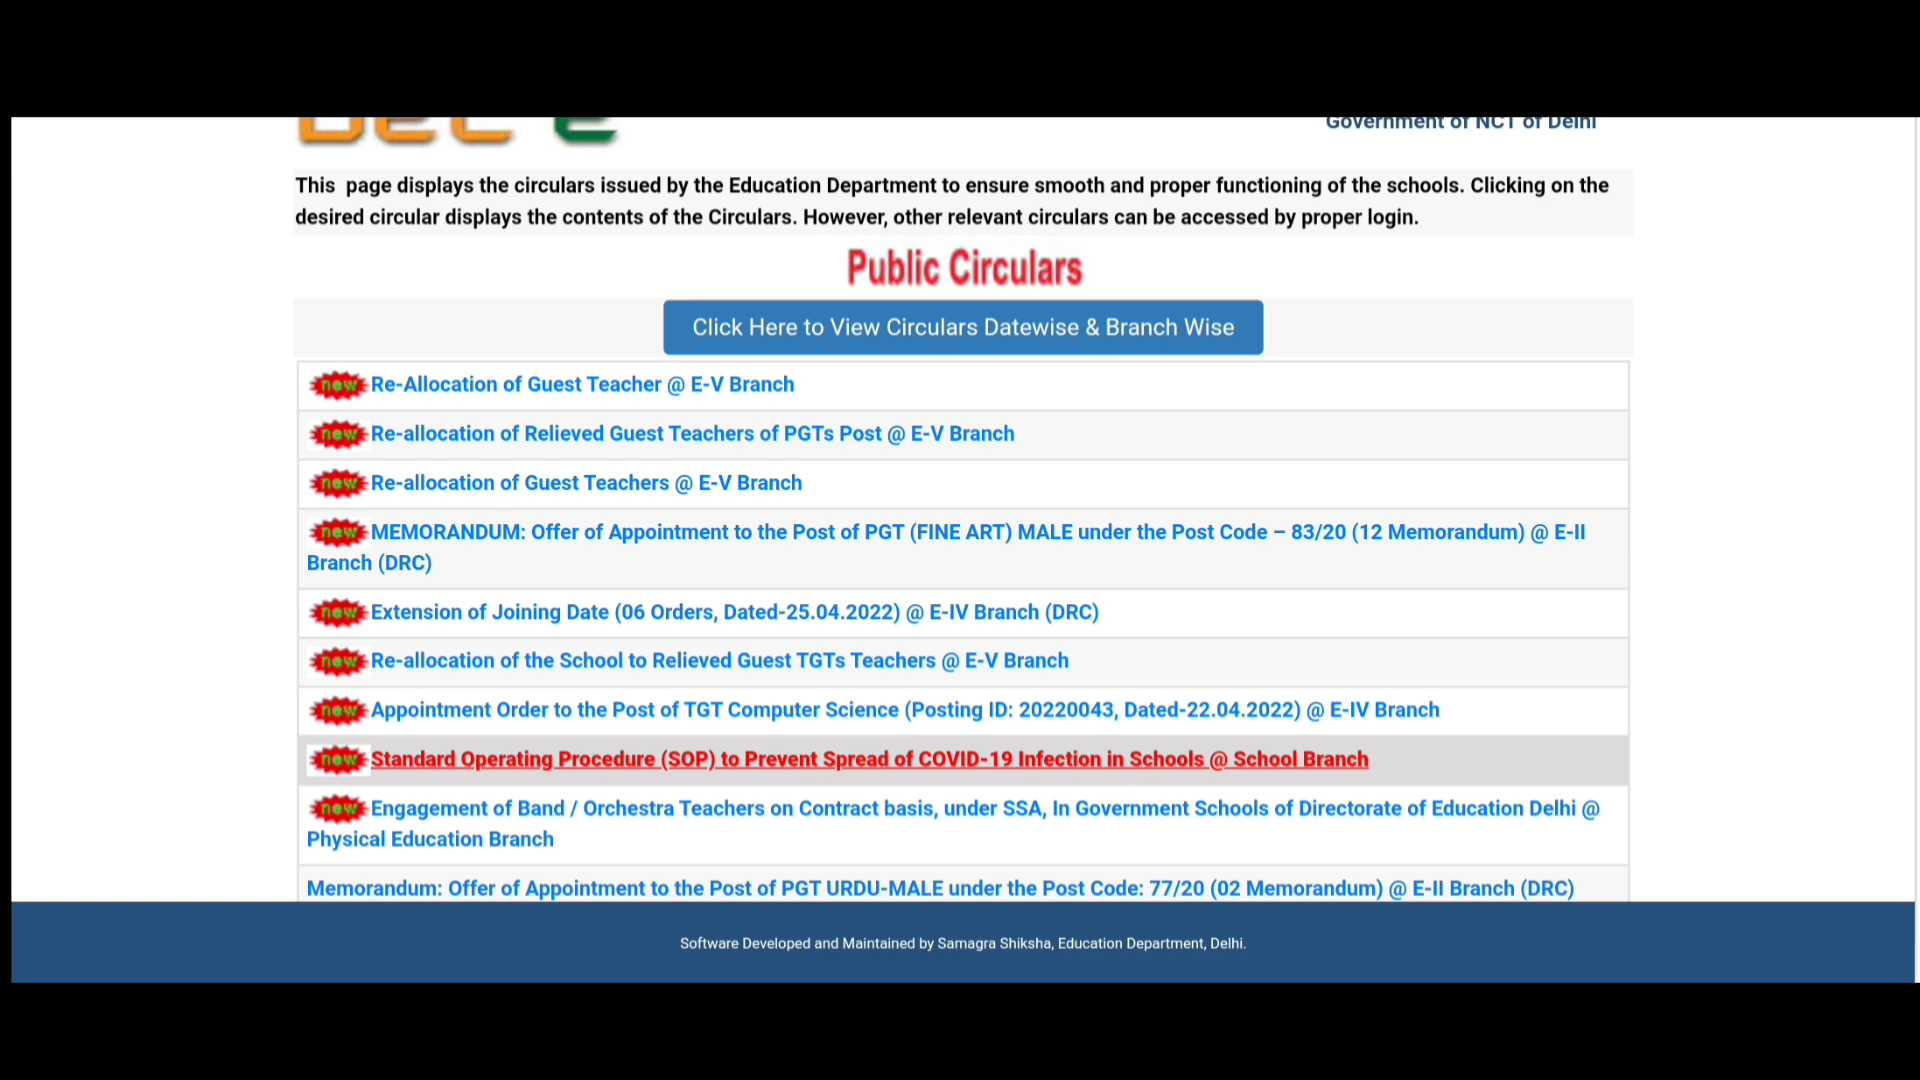 Government of NCT of Delhi
This page displays the circulars issued by the Education Department to ensure smooth and proper functioning of the schools. Clicking on the
desired circular displays the contents of the Circulars. However, other relevant circulars can be accessed by proper login.
Public Circulars
Click Here to View Circulars Datewise & Branch Wise
new Re-Allocation of Guest Teacher @ E-V Branch
new Re-allocation of Relieved Guest Teachers of PGTs Post @ E-V Branch
new Re-allocation of Guest Teachers @ E-V Branch
new MEMORANDUM: Offer of Appointment to the Post of PGT (FINE ART) MALE under the Post Code – 83/20 (12 Memorandum) @ E-II
Branch (DRC)
new Extension of Joining Date (06 Orders, Dated-25.04.2022) @ E-IV Branch (DRC)
new Re-allocation of the School to Relieved Guest TGTs Teachers @ E-V Branch
new Appointment Order to the Post of TGT Computer Science (Posting ID: 20220043, Dated-22.04.2022) @ E-IV Branch
new Standard Operating Procedure (SOP) to Prevent Spread of COVID-19 Infection in Schools @ School Branch
new Engagement of Band / Orchestra Teachers on Contract basis, under SSA, In Government Schools of Directorate of Education Delhi @
Physical Education Branch
Memorandum: Offer of Appointment to the Post of PGT URDU-MALE under the Post Code: 77/20 (02 Memorandum) @ E-II Branch (DRC)
Software Developed and Maintained by Samagra Shiksha, Education Department, Delhi.